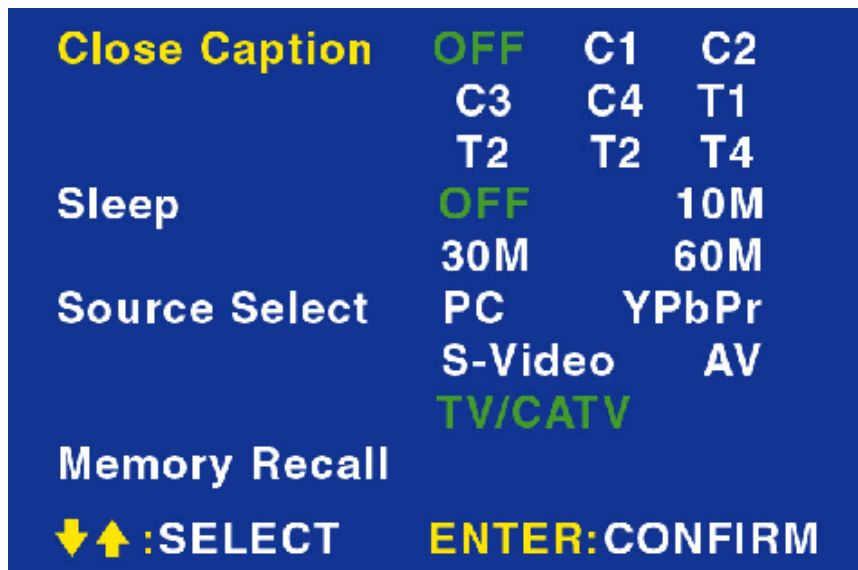 Close Caption OFF C1 C2
C3 C4 T1
T2 T2 T4
Sleep OFF 10M
30M 60M
Source Select PC YPbPr
S-Video AV
TV/CATV
Memory Recall
:SELECT ENTER:CONFIRM